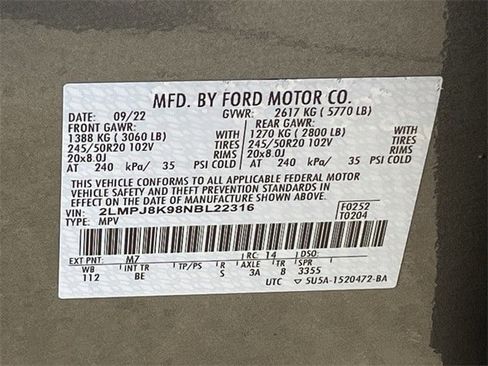 MFD. BY FORD MOTOR CO.
DATE: 09/22 GVWR: 2617 KG ( 5770 LB)
FRONT GAWR: REAR GAWR:
1388 KG ( 3060 LB) WITH 1270 KG ( 2800 LB) WITH
245/50R20 102V TIRES 245/50R20 102V TIRES
20x8.0J RIMS 20x8.0J RIMS
AT 240 kPa/ 35 PSI COLD AT 240 kPa/ 35 PSI COLD
THIS VEHICLE CONFORMS TO ALL APPLICABLE FEDERAL MOTOR
VEHICLE SAFETY AND THEFT PREVENTION STANDARDS IN
EFFECT ON THE DATE OF MANUFACTURE SHOWN ABOVE.
VIN: 2LMPJ8K98NBL22316 F0252
TYPE: MPV T0204
EXT PNT: M7 RC: 14 DSO:
WB INT TR TP/PS R AXLE TR SPR
112 BE S 3A 8 3355
UTC ▽ 5U5A-1520472-BA